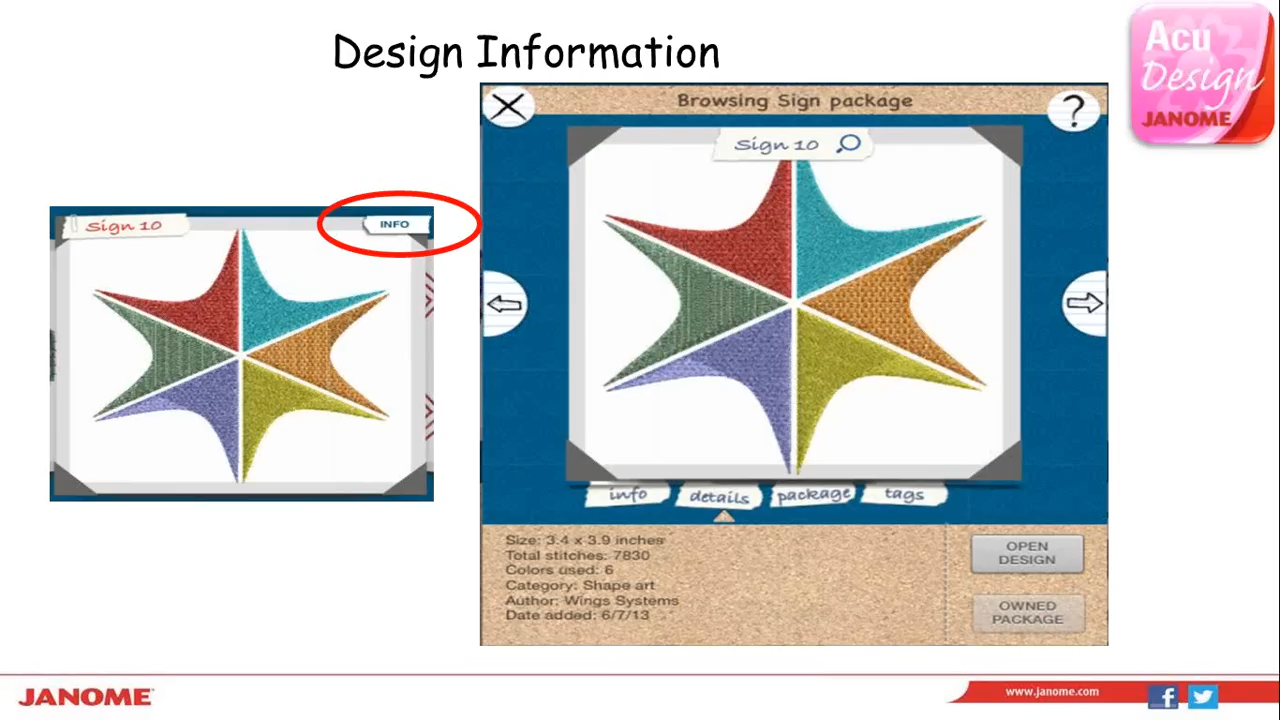 Design Information
Acu
Design
JANOME
Browsing Sign package
?
Sign 10
Sign 10
INFO
info
details
package
tags
Size: 3.4 x 3.9 inches
Total stitches: 7830
Colors used: 6
Category: Shape art
Author: Wings Systems
Date added: 6/7/13
OPEN
DESIGN
OWNED
PACKAGE
JANOME
www.janome.com